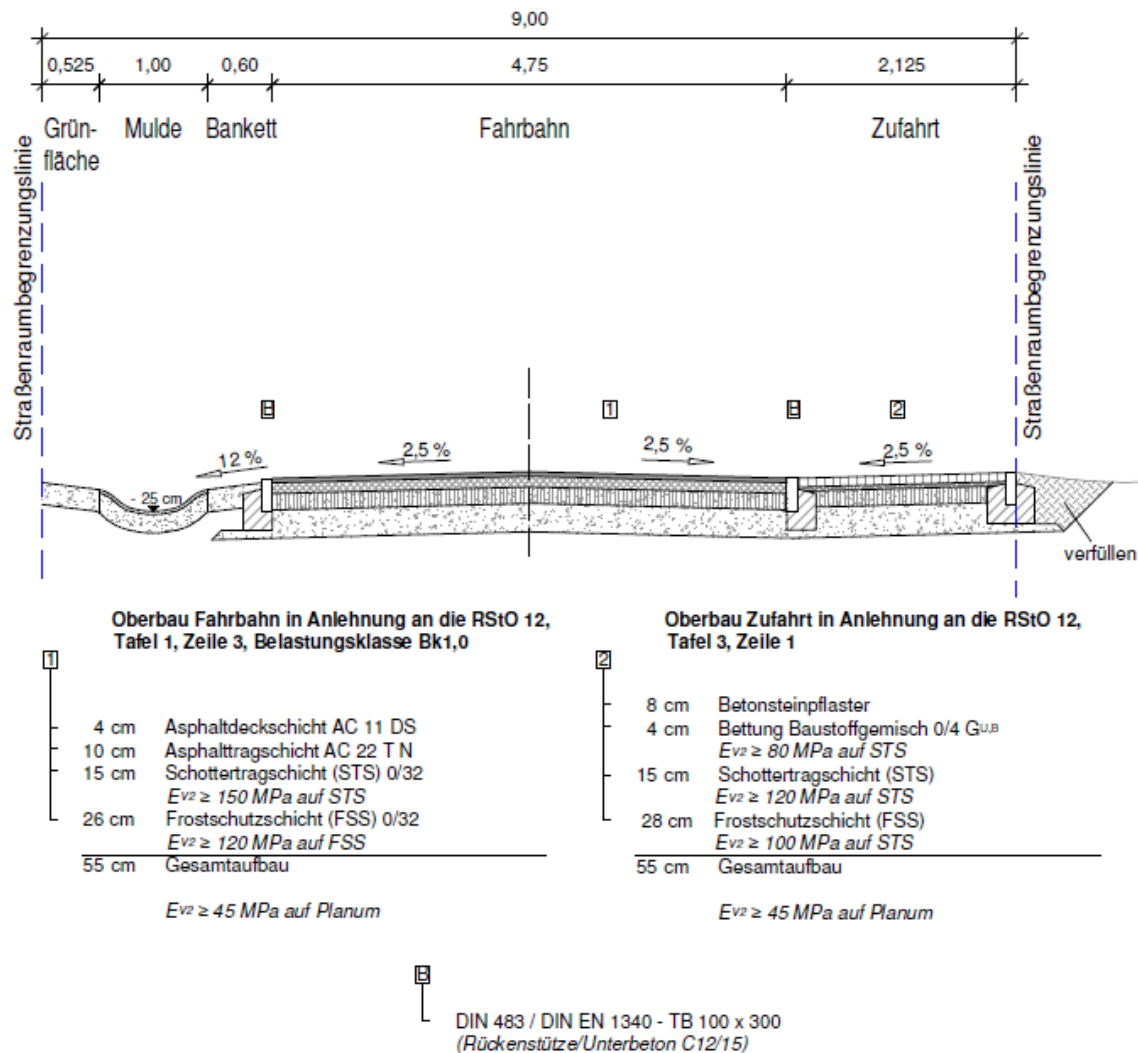 9,00
0,525 1,00 0,60 4,75 2,125
Grün-
fläche
Mulde Bankett Fahrbahn Zufahrt
Straßenraumbegrenzungslinie
Straßenraumbegrenzungslinie
B 1 B 2
12 % 2,5 % 2,5 % 2,5 %
- 25 cm
verfüllen
Oberbau Fahrbahn in Anlehnung an die RStO 12,
Tafel 1, Zeile 3, Belastungsklasse Bk1,0
1
4 cm Asphaltdeckschicht AC 11 DS
10 cm Asphalttragschicht AC 22 T N
15 cm Schottertragschicht (STS) 0/32
EV2 ≥ 150 MPa auf STS
26 cm Frostschutzschicht (FSS) 0/32
EV2 ≥ 120 MPa auf FSS
55 cm Gesamtaufbau
EV2 ≥ 45 MPa auf Planum
Oberbau Zufahrt in Anlehnung an die RStO 12,
Tafel 3, Zeile 1
2
8 cm Betonsteinpflaster
4 cm Bettung Baustoffgemisch 0/4 GU,B
EV2 ≥ 80 MPa auf STS
15 cm Schottertragschicht (STS)
EV2 ≥ 120 MPa auf STS
28 cm Frostschutzschicht (FSS)
EV2 ≥ 100 MPa auf STS
55 cm Gesamtaufbau
EV2 ≥ 45 MPa auf Planum
B
DIN 483 / DIN EN 1340 - TB 100 x 300
(Rückenstütze/Unterbeton C12/15)